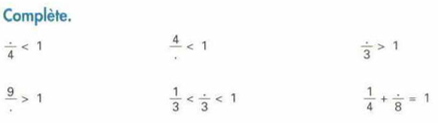 Complète.
./4 < 1    4/. < 1    ./3 > 1
9/. > 1    1/3 < ./3 < 1    1/4 + ./8 = 1